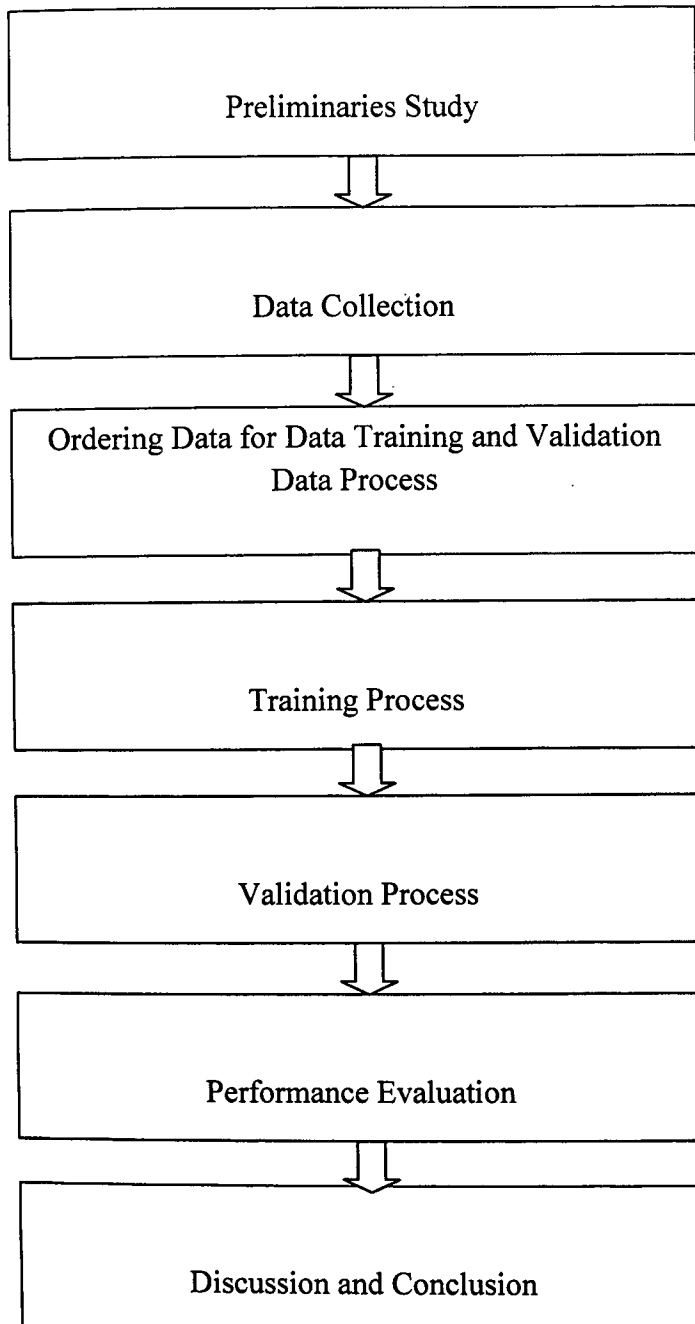 Preliminaries Study
Data Collection
Ordering Data for Data Training and Validation
Data Process
Training Process
Validation Process
Performance Evaluation
Discussion and Conclusion